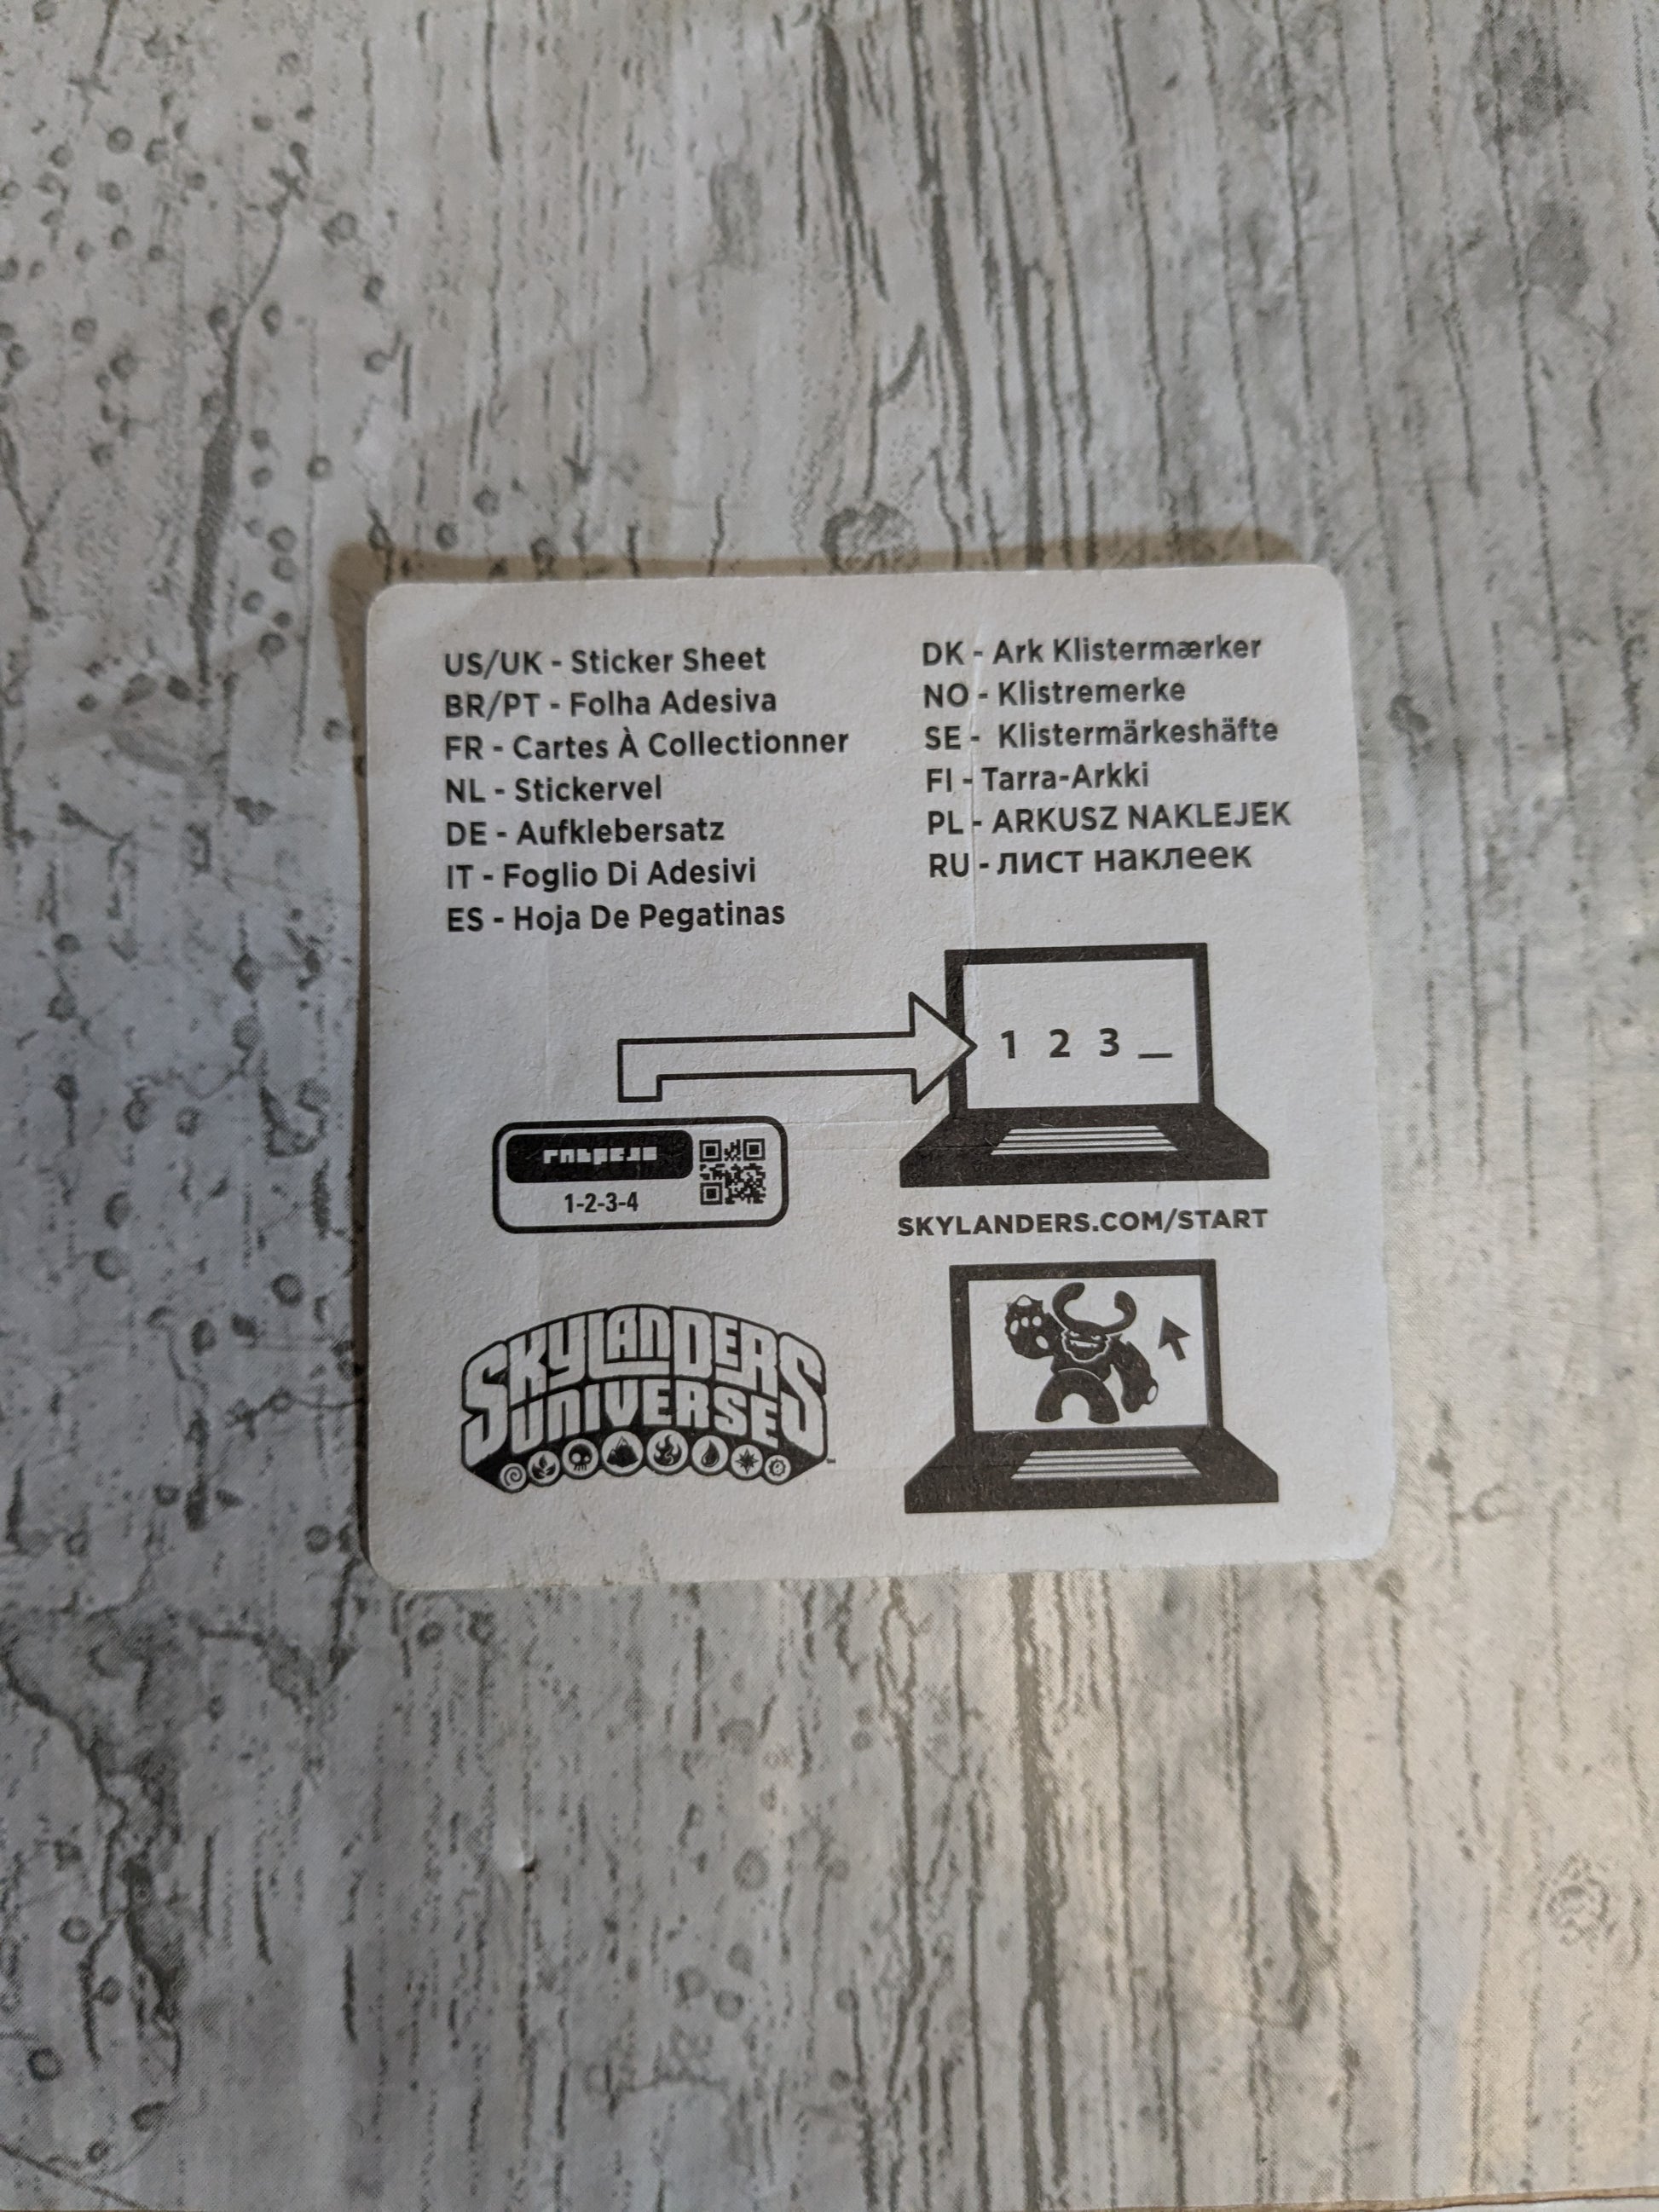 US/UK - Sticker Sheet
BR/PT - Folha Adesiva
FR - Cartes À Collectionner
NL - Stickervel
DE - Aufklebersatz
IT - Foglio Di Adesivi
ES - Hoja De Pegatinas
DK - Ark Klistermærker
NO - Klistremerke
SE - Klistermärkeshäfte
FI - Tarra-Arkki
PL - ARKUSZ NAKLEJEK
RU - лист наклеек
1 2 3 _
1-2-3-4
SKYLANDERS.COM/START
SKYLANDERS
UNIVERSE